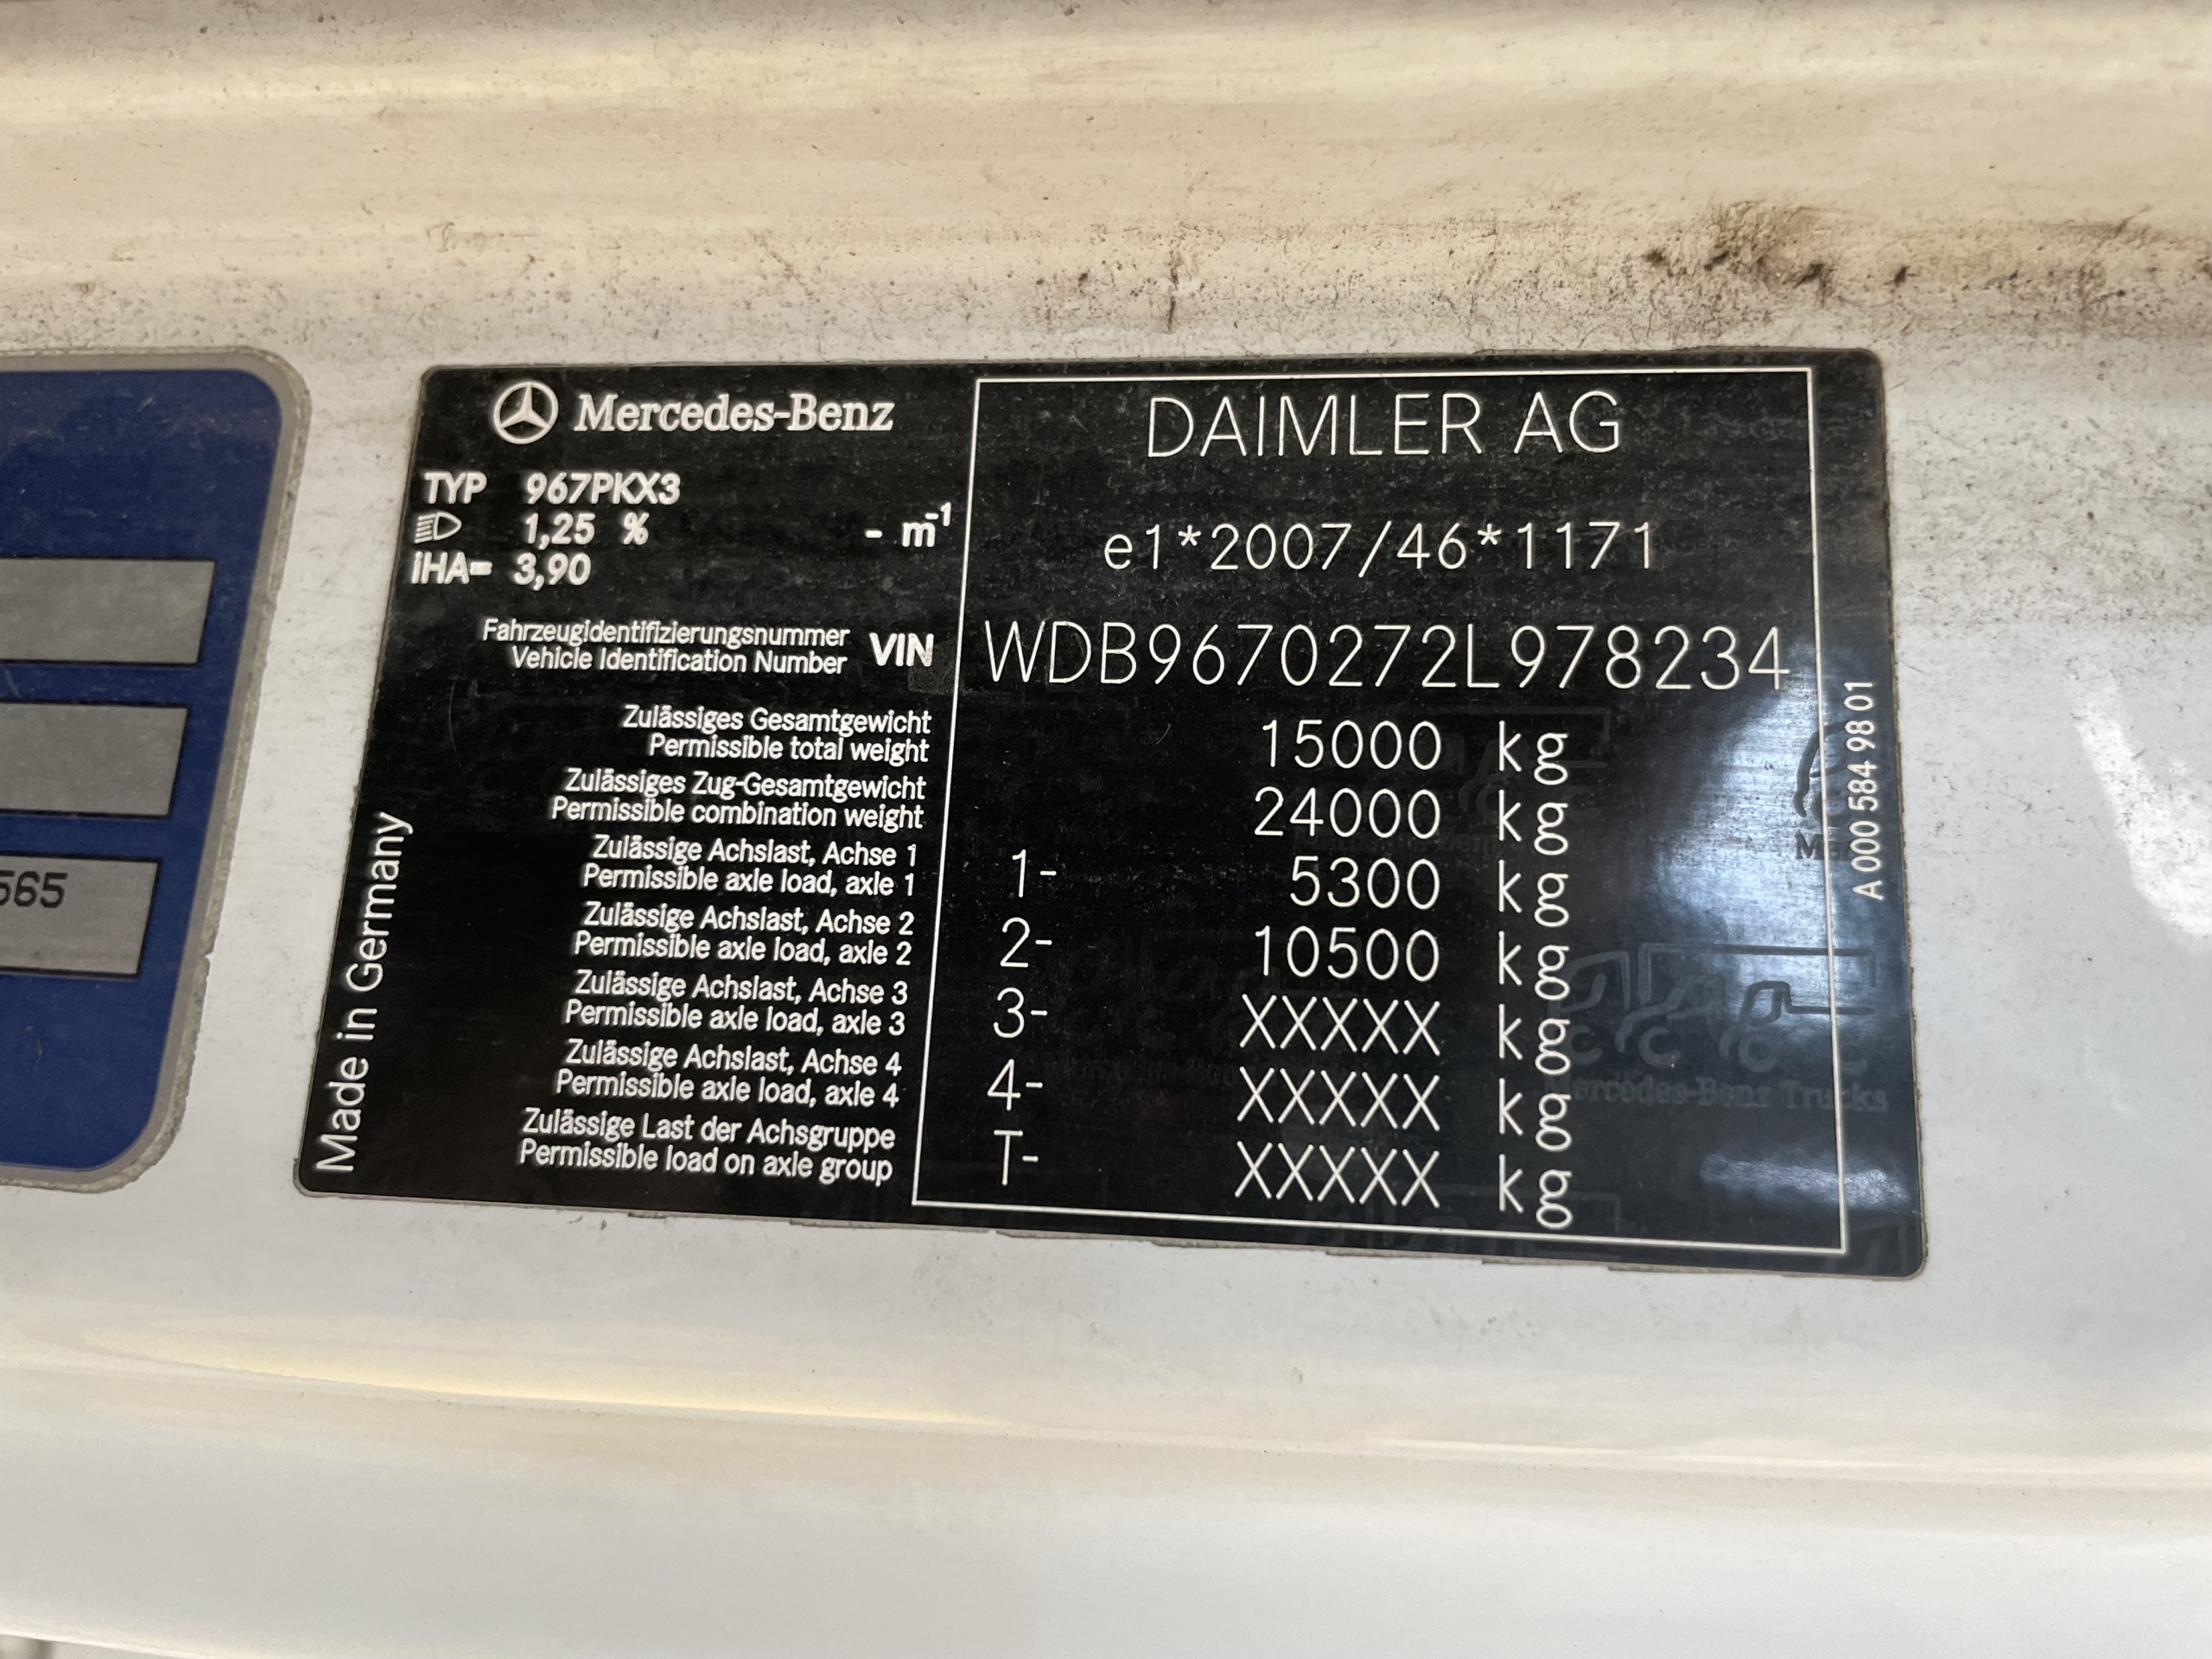 Mercedes-Benz
DAIMLER AG
TYP 967PKX3
1,25 % - m-1
iHA= 3,90
e1*2007/46*1171
Fahrzeugidentifizierungsnummer
Vehicle Identification Number
VIN WDB9670272L978234
Zulässiges Gesamtgewicht
Permissible total weight
15000 kg
Zulässiges Zug-Gesamtgewicht
Permissible combination weight
24000 kg
Zulässige Achslast, Achse 1
Permissible axle load, axle 1
1- 5300 kg
Zulässige Achslast, Achse 2
Permissible axle load, axle 2
2- 10500 kg
Zulässige Achslast, Achse 3
Permissible axle load, axle 3
3- XXXXX kg
Zulässige Achslast, Achse 4
Permissible axle load, axle 4
4- XXXXX kg
Zulässige Last der Achsgruppe
Permissible load on axle group
T- XXXXX kg
Made in Germany
A 000 584 98 01
Mercedes-Benz Trucks
565